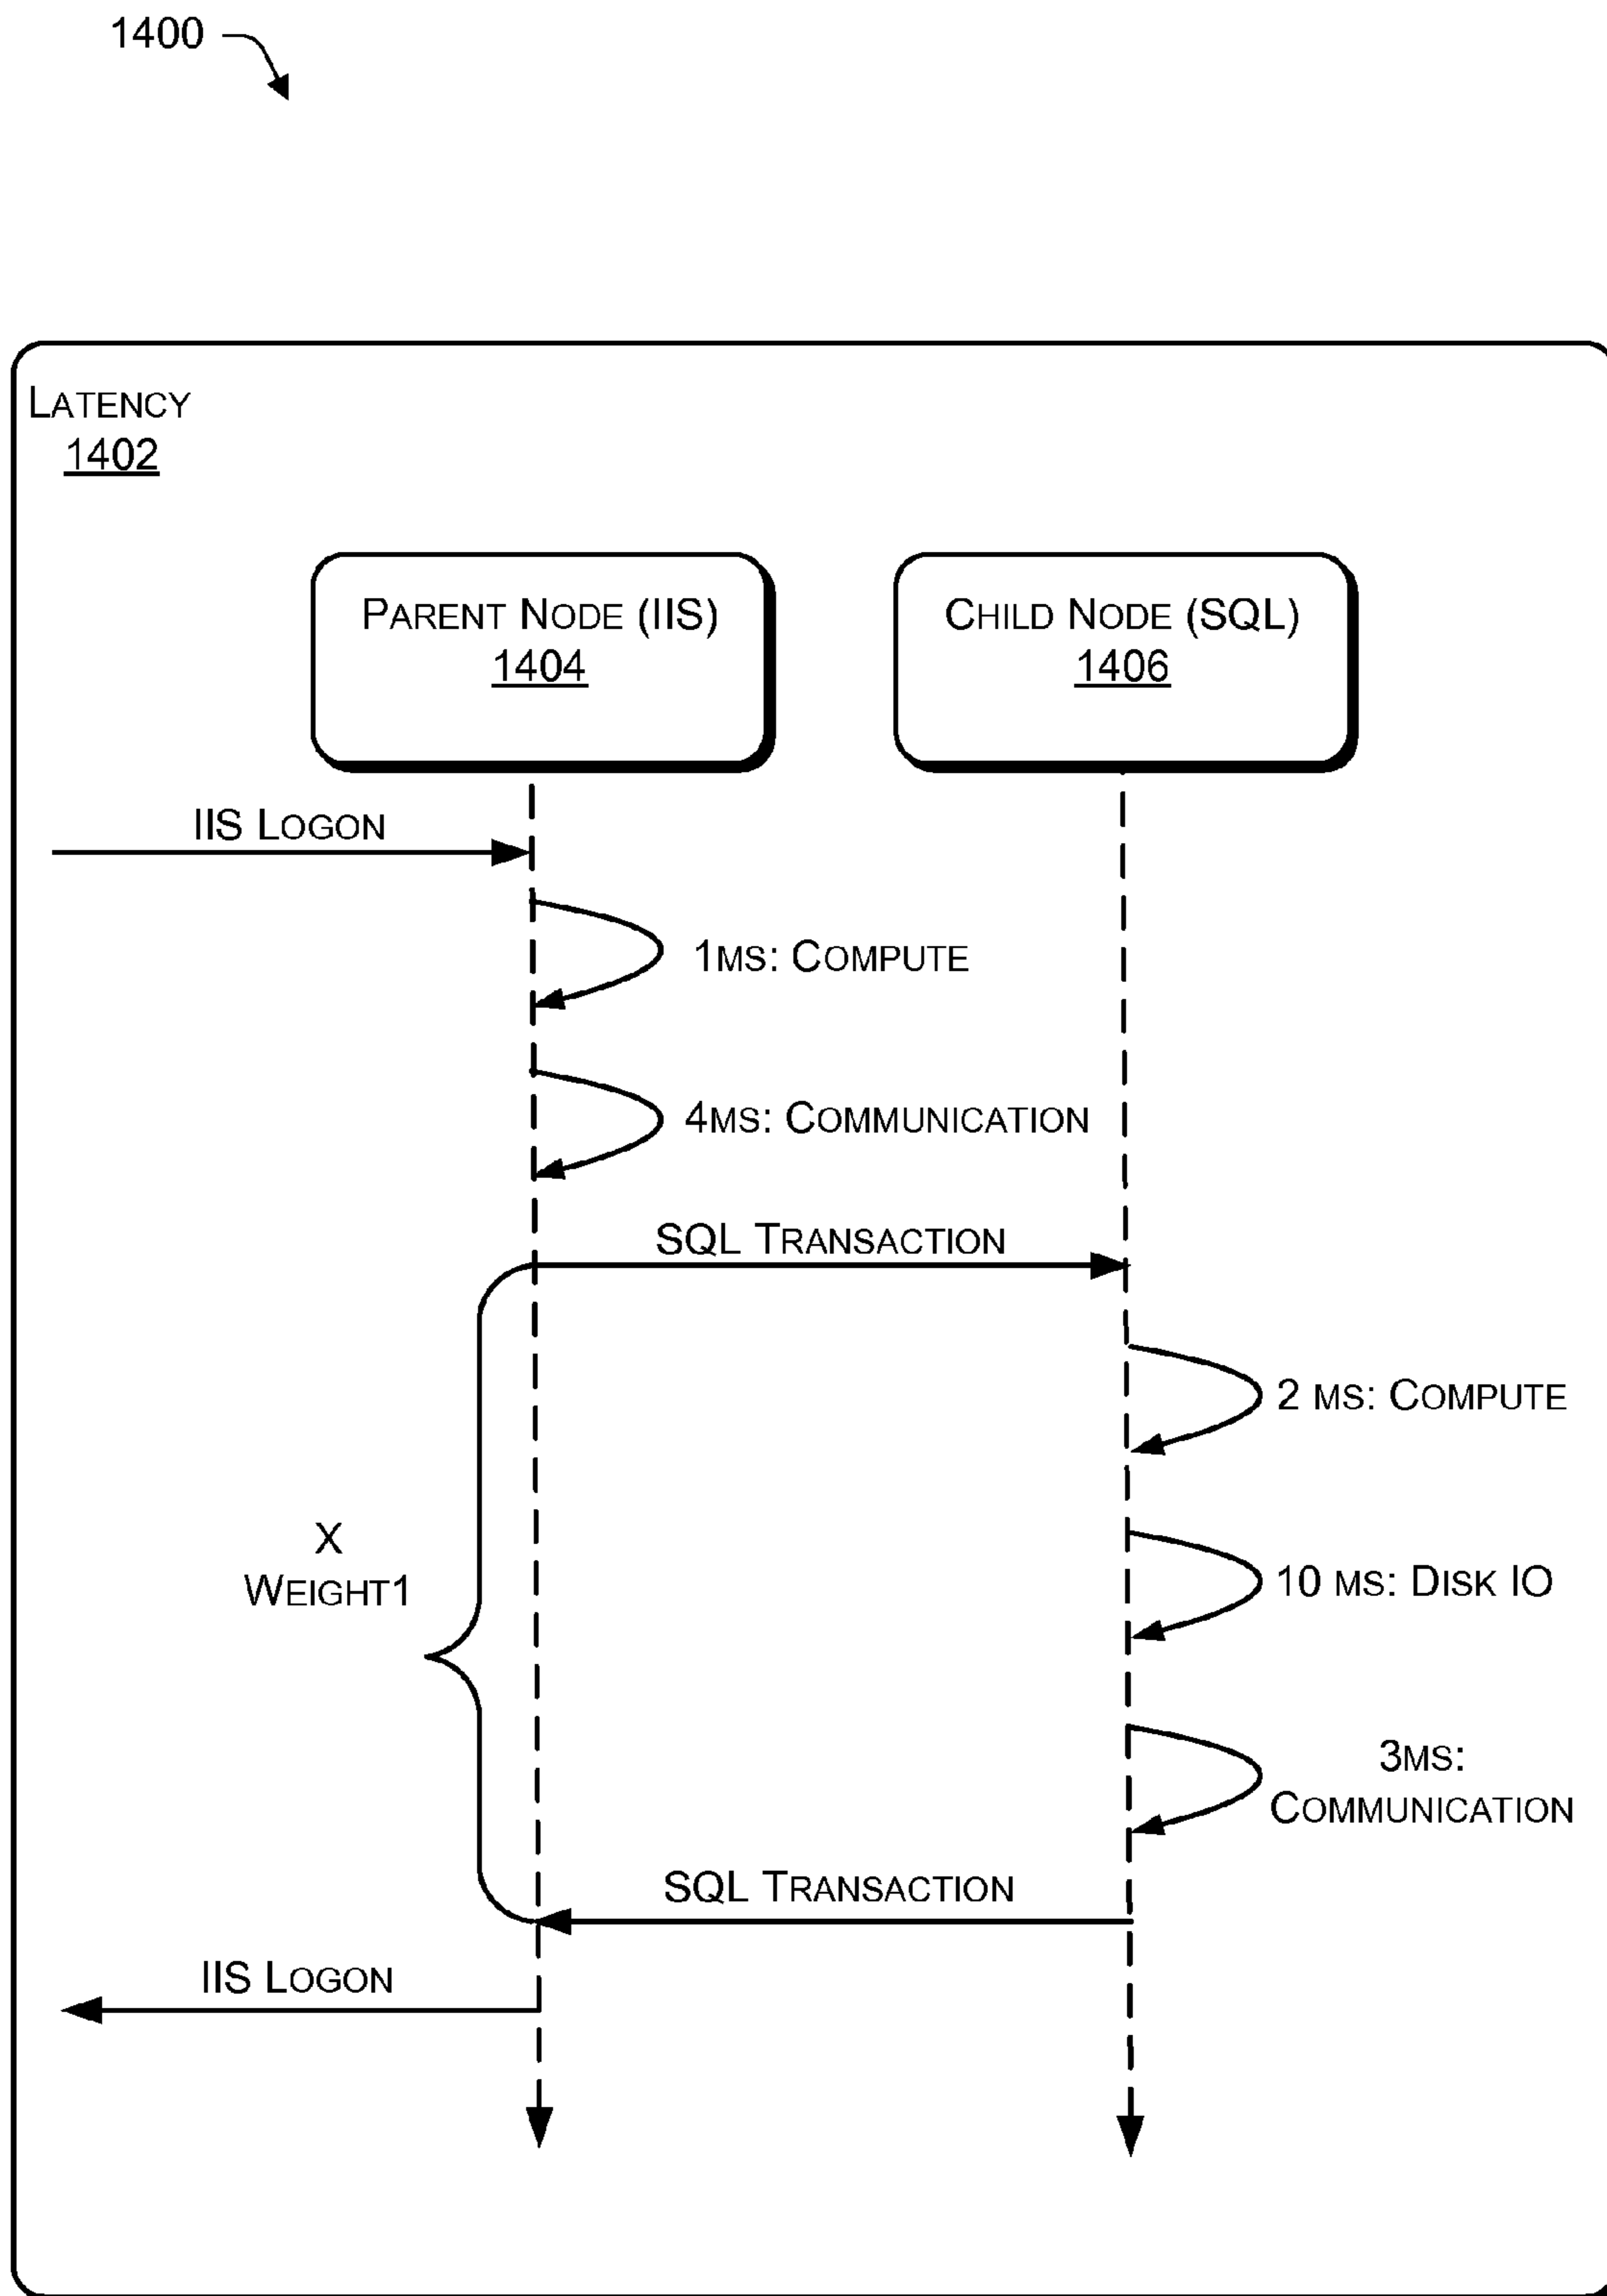 1400
LATENCY
1402
PARENT NODE (IIS)
1404
CHILD NODE (SQL)
1406
IIS LOGON
1MS: COMPUTE
4MS: COMMUNICATION
SQL TRANSACTION
2 MS: COMPUTE
X
WEIGHT1
10 MS: DISK IO
3MS:
COMMUNICATION
SQL TRANSACTION
IIS LOGON